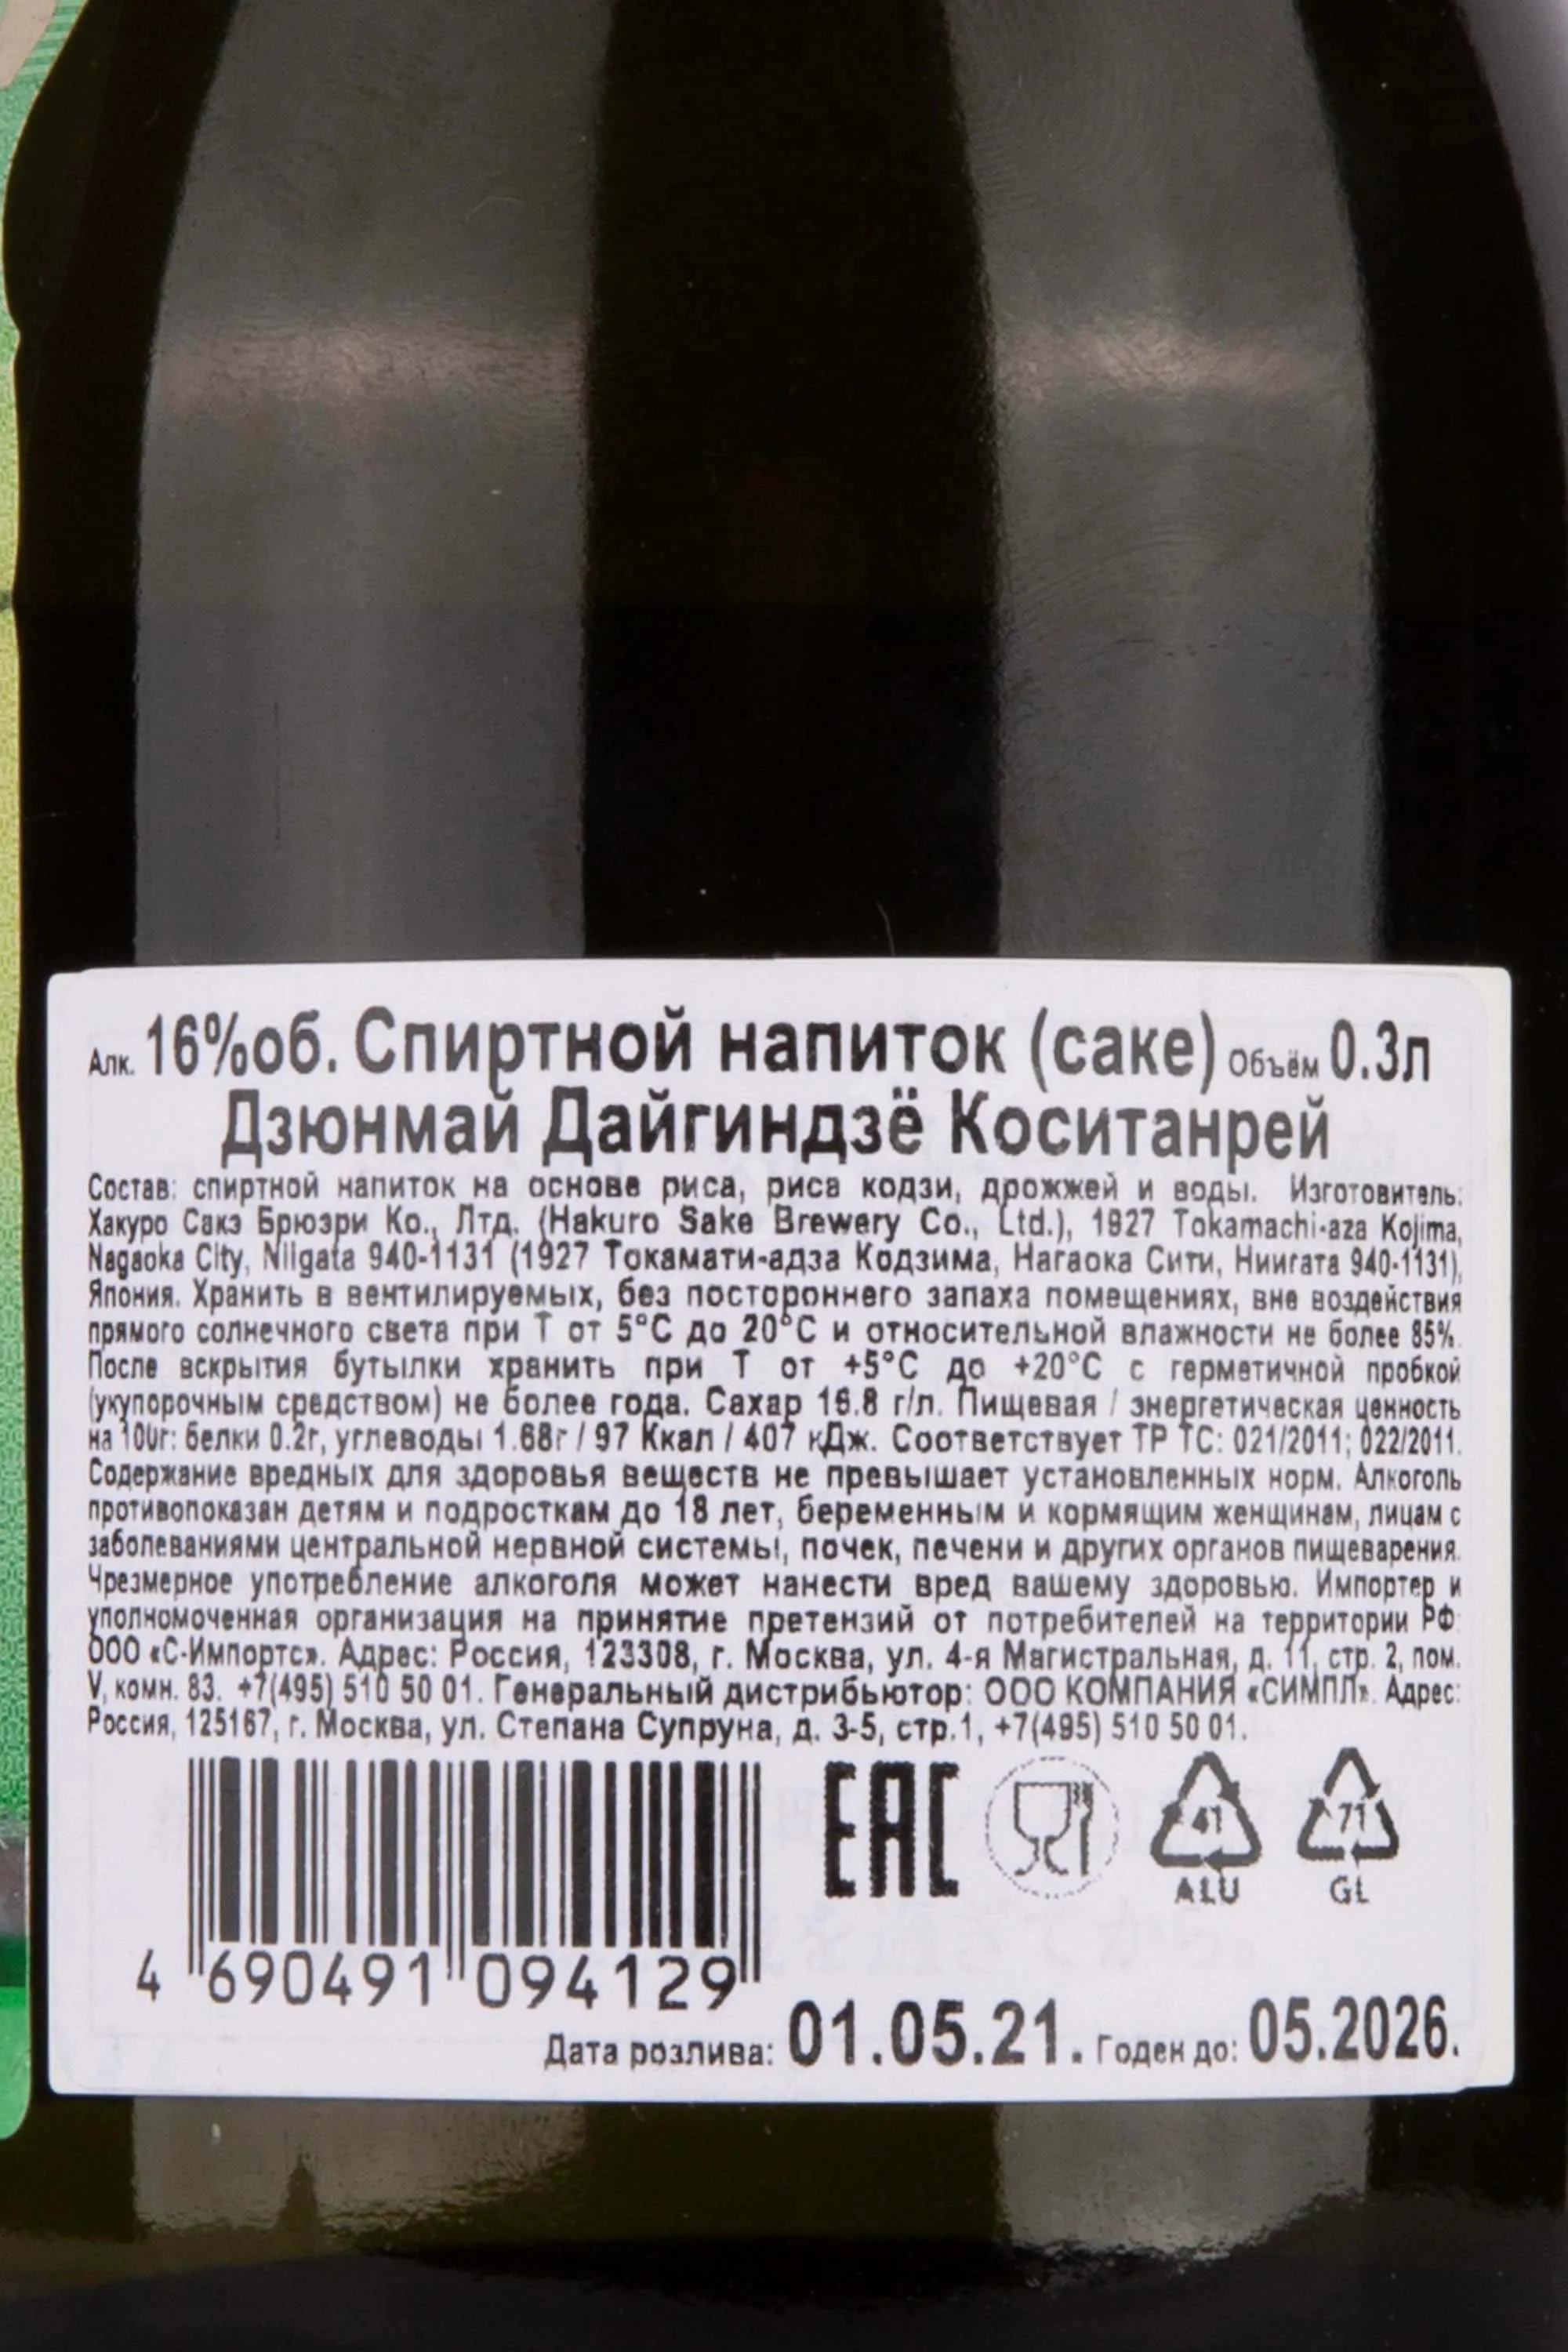 Алк. 16%об. Спиртной напиток (саке) Объём 0.3л
Дзюнмай Дайгиндзё Коситанрей
Состав: спиртной напиток на основе риса, риса кодзи, дрожжей и воды. Изготовитель:
Хакуро Сакэ Брюэри Ко., Лтд. (Hakuro Sake Brewery Co., Ltd.), 1927 Tokamachi-aza Kojima,
Nagaoka City, Niigata 940-1131 (1927 Токамати-адза Кодзима, Нагаока Сити, Ниигата 940-1131),
Япония. Хранить в вентилируемых, без постороннего запаха помещениях, вне воздействия
прямого солнечного света при Т от 5°С до 20°С и относительной влажности не более 85%.
После вскрытия бутылки хранить при Т от +5°С до +20°С с герметичной пробкой
(укупорочным средством) не более года. Сахар 16.8 г/л. Пищевая / энергетическая ценность
на 100г: белки 0.2г, углеводы 1.68г / 97 Ккал / 407 кДж. Соответствует ТР ТС: 021/2011; 022/2011.
Содержание вредных для здоровья веществ не превышает установленных норм. Алкоголь
противопоказан детям и подросткам до 18 лет, беременным и кормящим женщинам, лицам с
заболеваниями центральной нервной системы, почек, печени и других органов пищеварения.
Чрезмерное употребление алкоголя может нанести вред вашему здоровью. Импортер и
уполномоченная организация на принятие претензий от потребителей на территории РФ:
ООО «С-Импортс». Адрес: Россия, 123308, г. Москва, ул. 4-я Магистральная, д. 11, стр. 2, пом.
V, комн. 83. +7(495) 510 50 01. Генеральный дистрибьютор: ООО КОМПАНИЯ «СИМПЛ». Адрес:
Россия, 125167, г. Москва, ул. Степана Супруна, д. 3-5, стр.1, +7(495) 510 50 01.
EAC
41 71
ALU GL
4 690491 094129
Дата розлива: 01.05.21. Годен до: 05.2026.